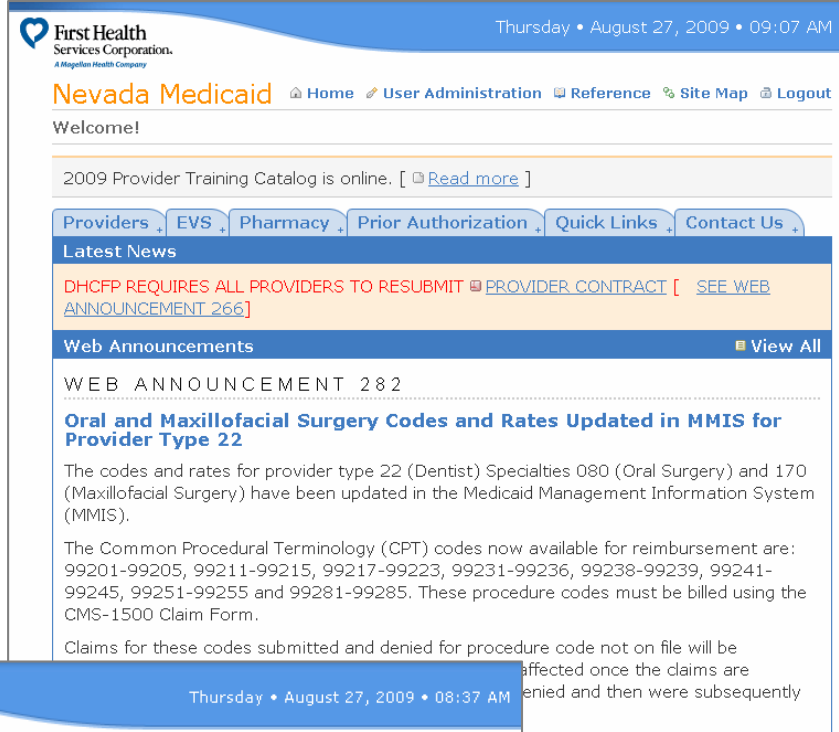 First Health
Services Corporation.
A Magellan Health Company
Thursday • August 27, 2009 • 09:07 AM
Nevada Medicaid Home User Administration Reference Site Map Logout
Welcome!
2009 Provider Training Catalog is online. [ Read more ]
Providers + EVS + Pharmacy + Prior Authorization + Quick Links + Contact Us +
Latest News
DHCFP REQUIRES ALL PROVIDERS TO RESUBMIT PROVIDER CONTRACT [ SEE WEB
ANNOUNCEMENT 266]
Web Announcements View All
WEB ANNOUNCEMENT 282
Oral and Maxillofacial Surgery Codes and Rates Updated in MMIS for
Provider Type 22
The codes and rates for provider type 22 (Dentist) Specialties 080 (Oral Surgery) and 170
(Maxillofacial Surgery) have been updated in the Medicaid Management Information System
(MMIS).
The Common Procedural Terminology (CPT) codes now available for reimbursement are:
99201-99205, 99211-99215, 99217-99223, 99231-99236, 99238-99239, 99241-
99245, 99251-99255 and 99281-99285. These procedure codes must be billed using the
CMS-1500 Claim Form.
Claims for these codes submitted and denied for procedure code not on file will be
affected once the claims are
enied and then were subsequently
Thursday • August 27, 2009 • 08:37 AM